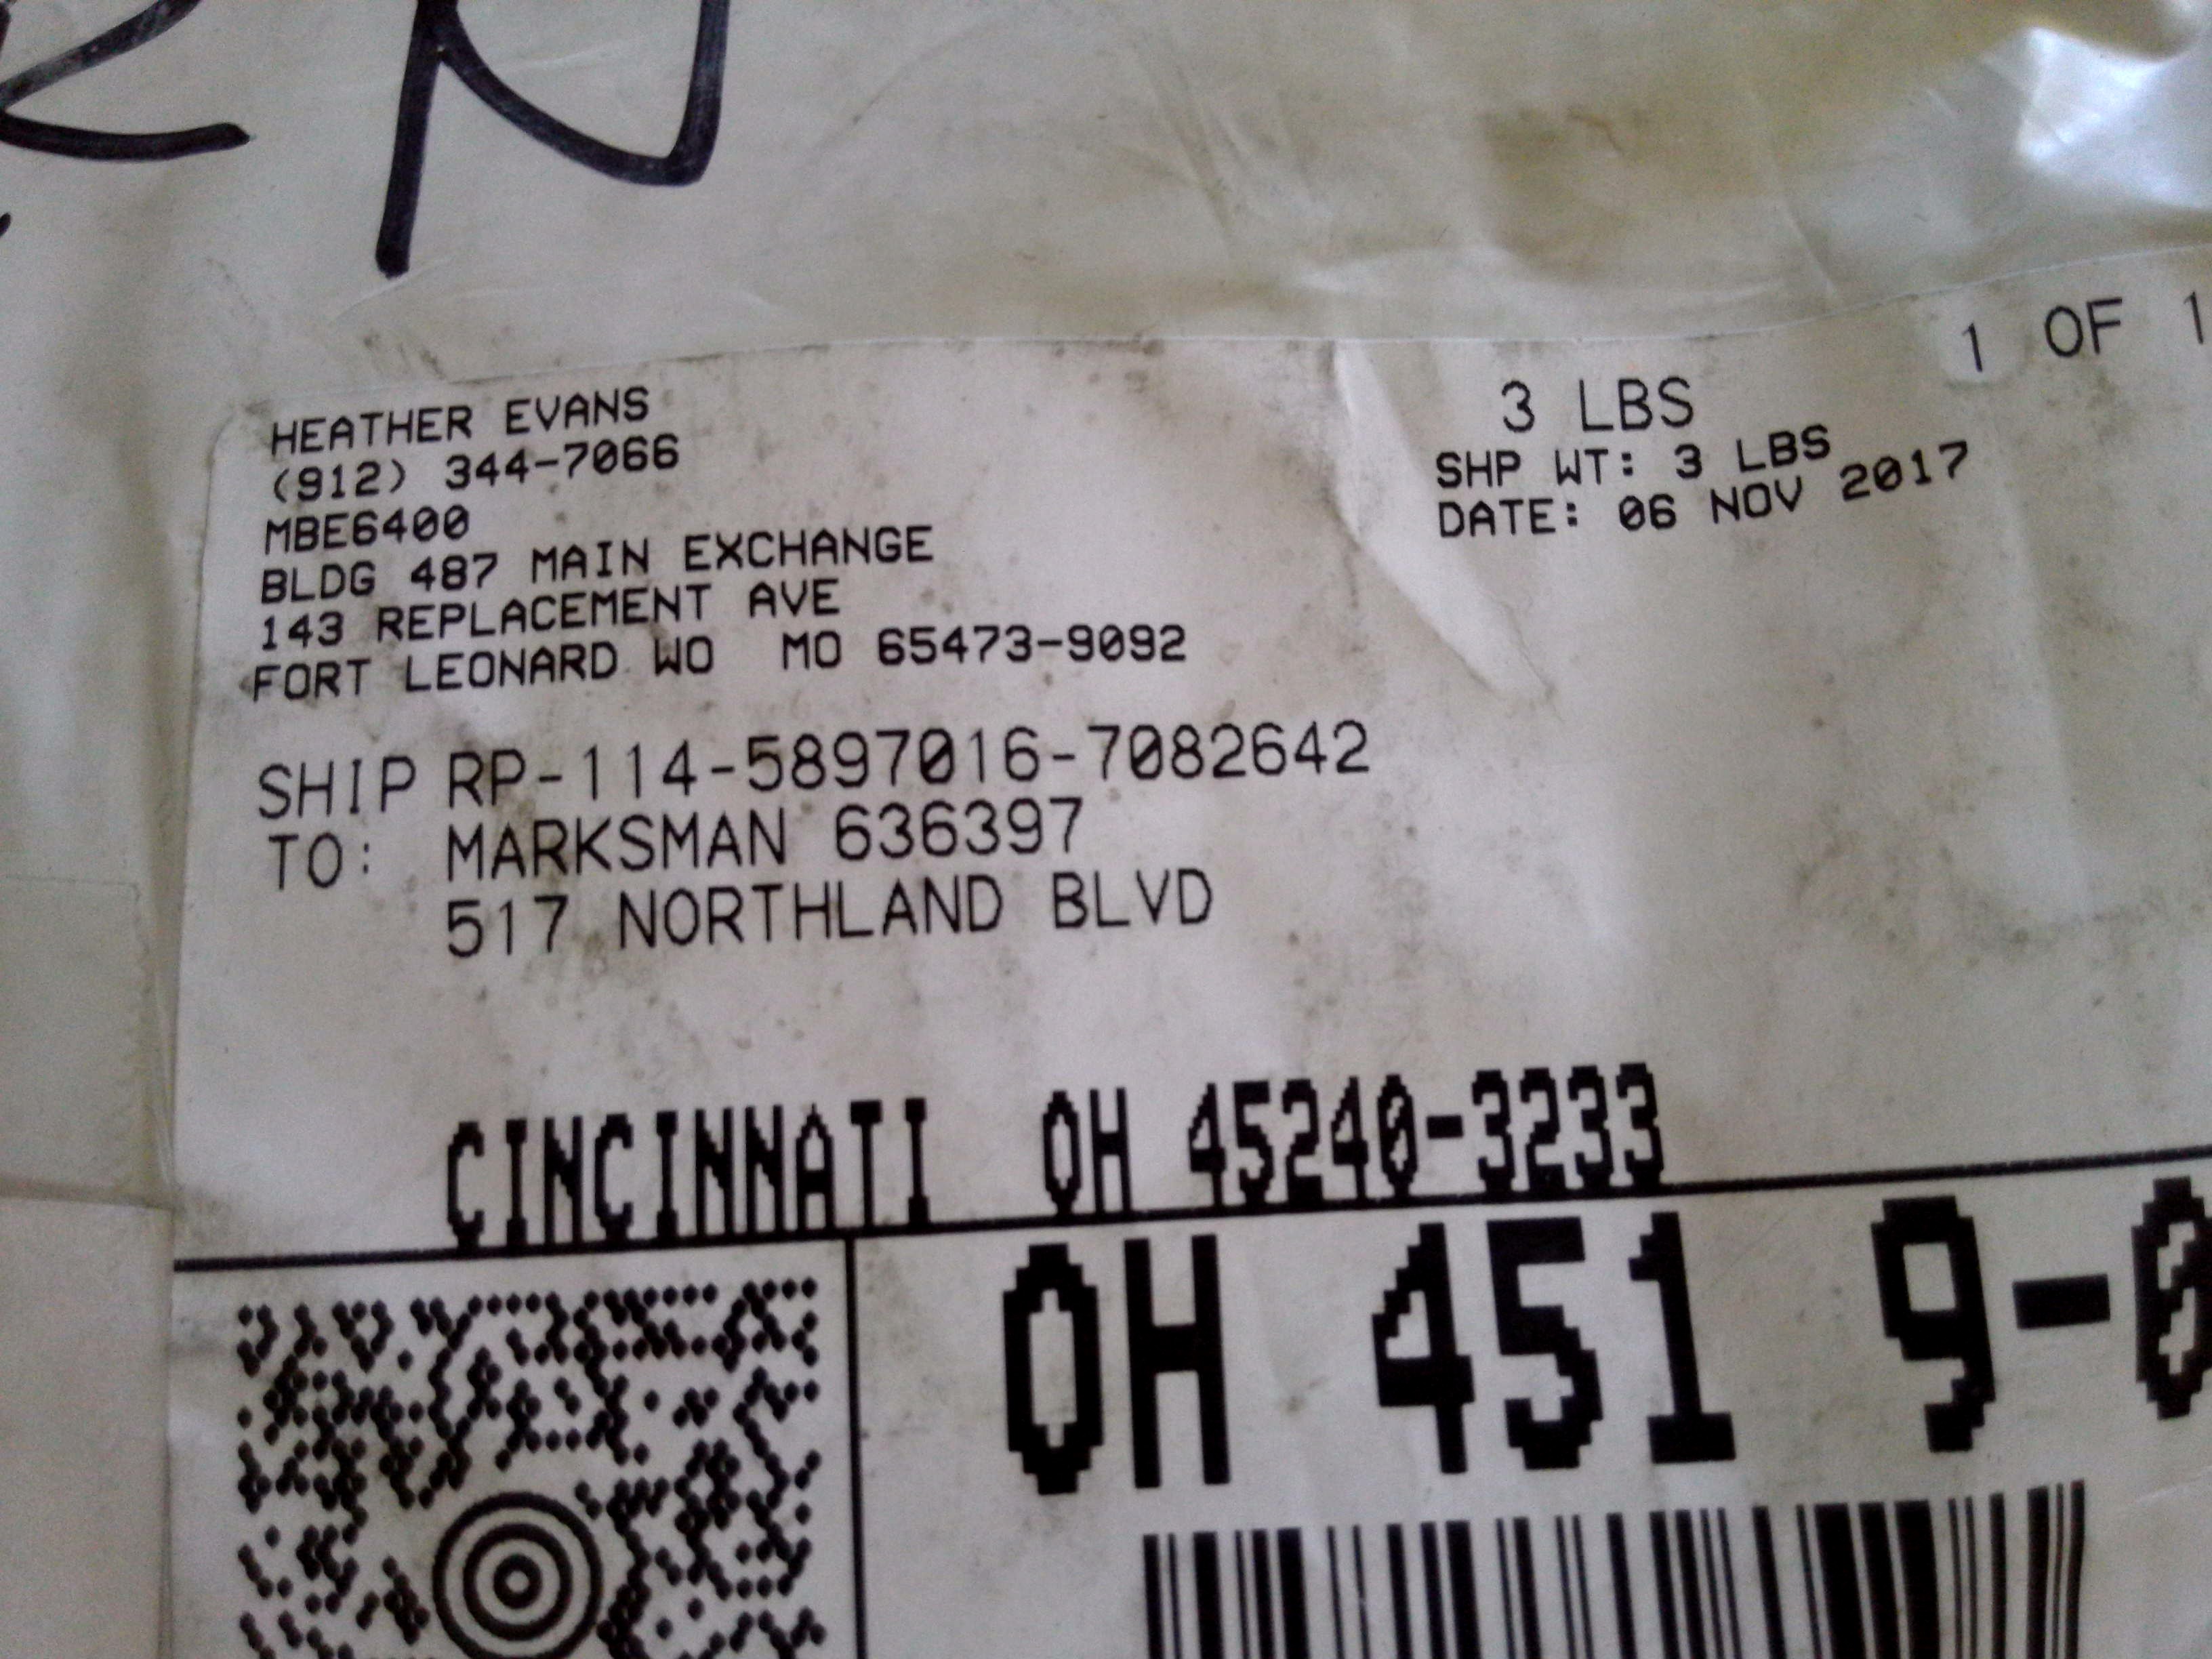 RN
1 OF 1
HEATHER EVANS
(912) 344-7066
MBE6400
BLDG 487 MAIN EXCHANGE
143 REPLACEMENT AVE
FORT LEONARD WO MO 65473-9092
3 LBS
SHP WT: 3 LBS
DATE: 06 NOV 2017
SHIP RP-114-5897016-7082642
TO: MARKSMAN 636397
517 NORTHLAND BLVD
CINCINNATI OH 45240-3233
OH 451 9-0